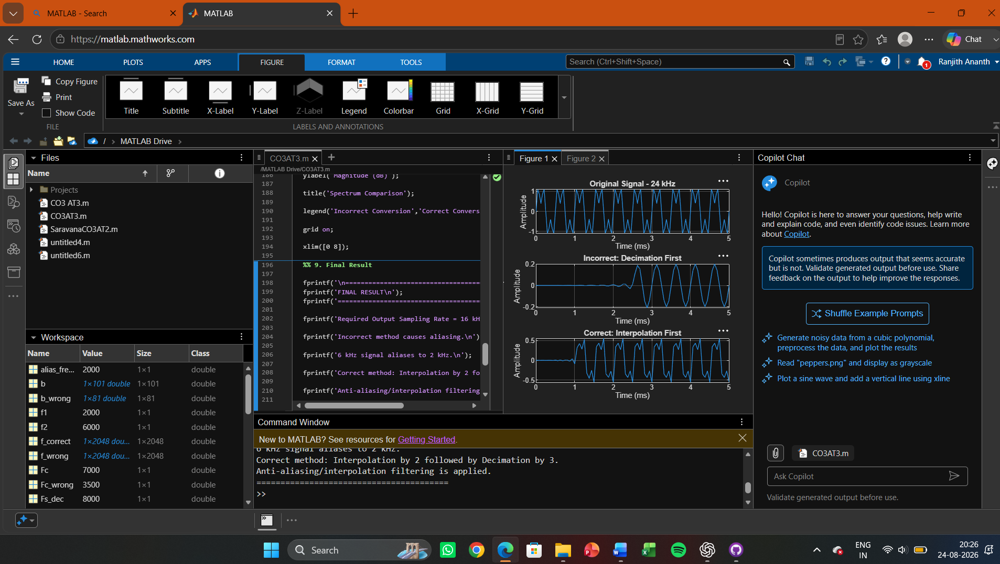 MATLAB - Search
MATLAB
https://matlab.mathworks.com
Chat
HOME
PLOTS
APPS
FIGURE
FORMAT
TOOLS
Search (Ctrl+Shift+Space)
1
Ranjith Ananth
Save As
Copy Figure
Print
Show Code
FILE
Title
Subtitle
X-Label
Y-Label
Z-Label
Legend
Colorbar
Grid
X-Grid
Y-Grid
LABELS AND ANNOTATIONS
/ › MATLAB Drive ›
Files
Name
Projects
CO3 AT3.m
CO3AT3.m
SaravanaCO3AT2.m
untitled4.m
untitled6.m
Workspace
Name Value Size Class
alias_fre... 2000 1×1 double
b 1×101 double 1×101 double
b_wrong 1×81 double 1×81 double
f1 2000 1×1 double
f2 6000 1×1 double
f_correct 1×2048 dou... 1×2048 double
f_wrong 1×2048 dou... 1×2048 double
Fc 7000 1×1 double
Fc_wrong 3500 1×1 double
Fs_dec 8000 1×1 double
CO3AT3.m
/MATLAB Drive/CO3AT3.m
186 ylabel('Magnitude (dB)');
187
188 title('Spectrum Comparison');
189
190 legend('Incorrect Conversion','Correct Convers
191
192 grid on;
193
194 xlim([0 8]);
195
196 %% 9. Final Result
197
198 fprintf('\n===================================
199 fprintf('FINAL RESULT\n');
200 fprintf('=====================================
201
202 fprintf('Required Output Sampling Rate = 16 kH
203
204 fprintf('Incorrect method causes aliasing.\n')
205
206 fprintf('6 kHz signal aliases to 2 kHz.\n');
207
208 fprintf('Correct method: Interpolation by 2 fo
209
210 fprintf('Anti-aliasing/interpolation filtering
211
Figure 1
Figure 2
Original Signal - 24 kHz
Amplitude
1
0
-1
0 1 2 3 4 5
Time (ms)
Incorrect: Decimation First
Amplitude
0.2
0
-0.2
0 1 2 3 4 5
Time (ms)
Correct: Interpolation First
Amplitude
0.5
0
-0.5
0 1 2 3 4 5
Time (ms)
Command Window
New to MATLAB? See resources for Getting Started.
6 kHz signal aliases to 2 kHz.
Correct method: Interpolation by 2 followed by Decimation by 3.
Anti-aliasing/interpolation filtering is applied.
========================================
>>
Copilot Chat
Copilot
Hello! Copilot is here to answer your questions, help write
and explain code, and even identify code issues. Learn more
about Copilot.
Copilot sometimes produces output that seems accurate
but is not. Validate generated output before use. Share
feedback on the output to help improve the responses.
Shuffle Example Prompts
Generate noisy data from a cubic polynomial,
preprocess the data, and plot the results
Read "peppers.png" and display as grayscale
Plot a sine wave and add a vertical line using xline
CO3AT3.m
Ask Copilot
Validate generated output before use.
Search
ENG
IN
20:26
24-08-2026